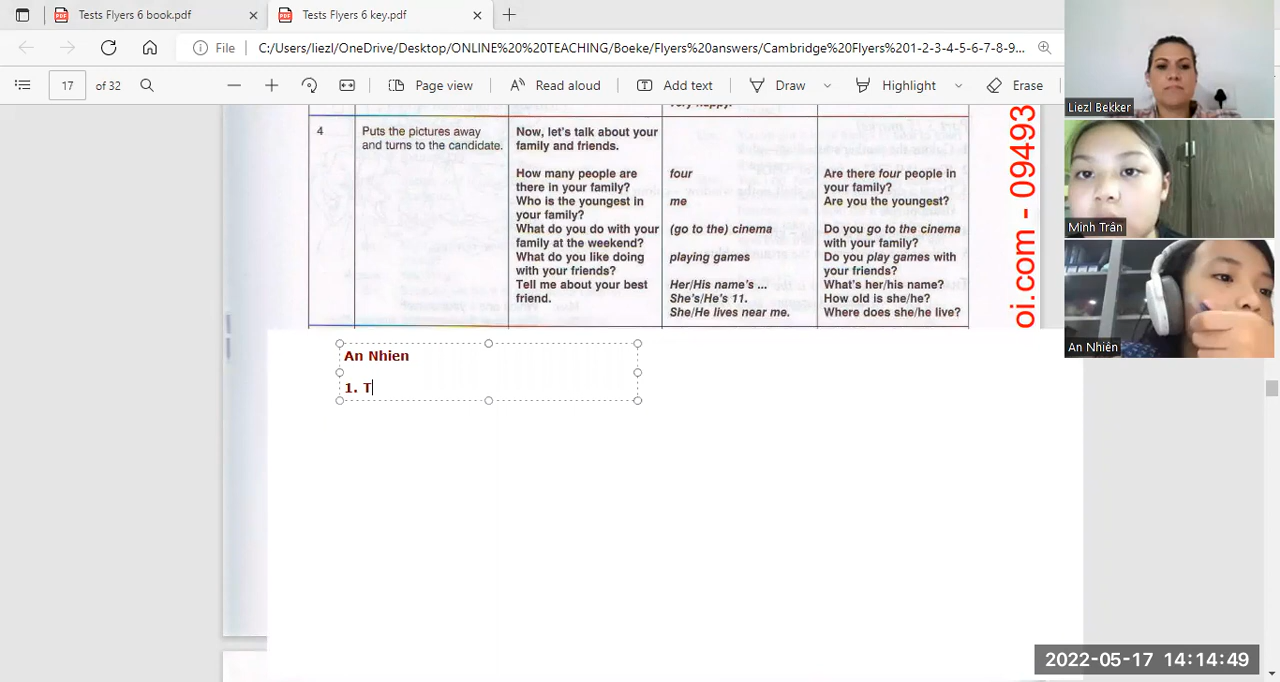 Tests Flyers 6 book.pdf
Tests Flyers 6 key.pdf
File
C:/Users/liezl/OneDrive/Desktop/ONLINE%20%20TEACHING/Boeke/Flyers%20answers/Cambridge%20Flyers%201-2-3-4-5-6-7-8-9...
17 of 32
Page view
Read aloud
Add text
Draw
Highlight
Erase
very happy.
4
Puts the pictures away
and turns to the candidate.
Now, let's talk about your
family and friends.
How many people are
there in your family?
Who is the youngest in
your family?
What do you do with your
family at the weekend?
What do you like doing
with your friends?
Tell me about your best
friend.
four
me
(go to the) cinema
playing games
Her/His name's ...
She's/He's 11.
She/He lives near me.
Are there four people in
your family?
Are you the youngest?
Do you go to the cinema
with your family?
Do you play games with
your friends?
What's her/his name?
How old is she/he?
Where does she/he live?
oi.com - 09493
An Nhien
1. T
Liezl Bekker
Minh Trân
An Nhiên
2022-05-17 14:14:49